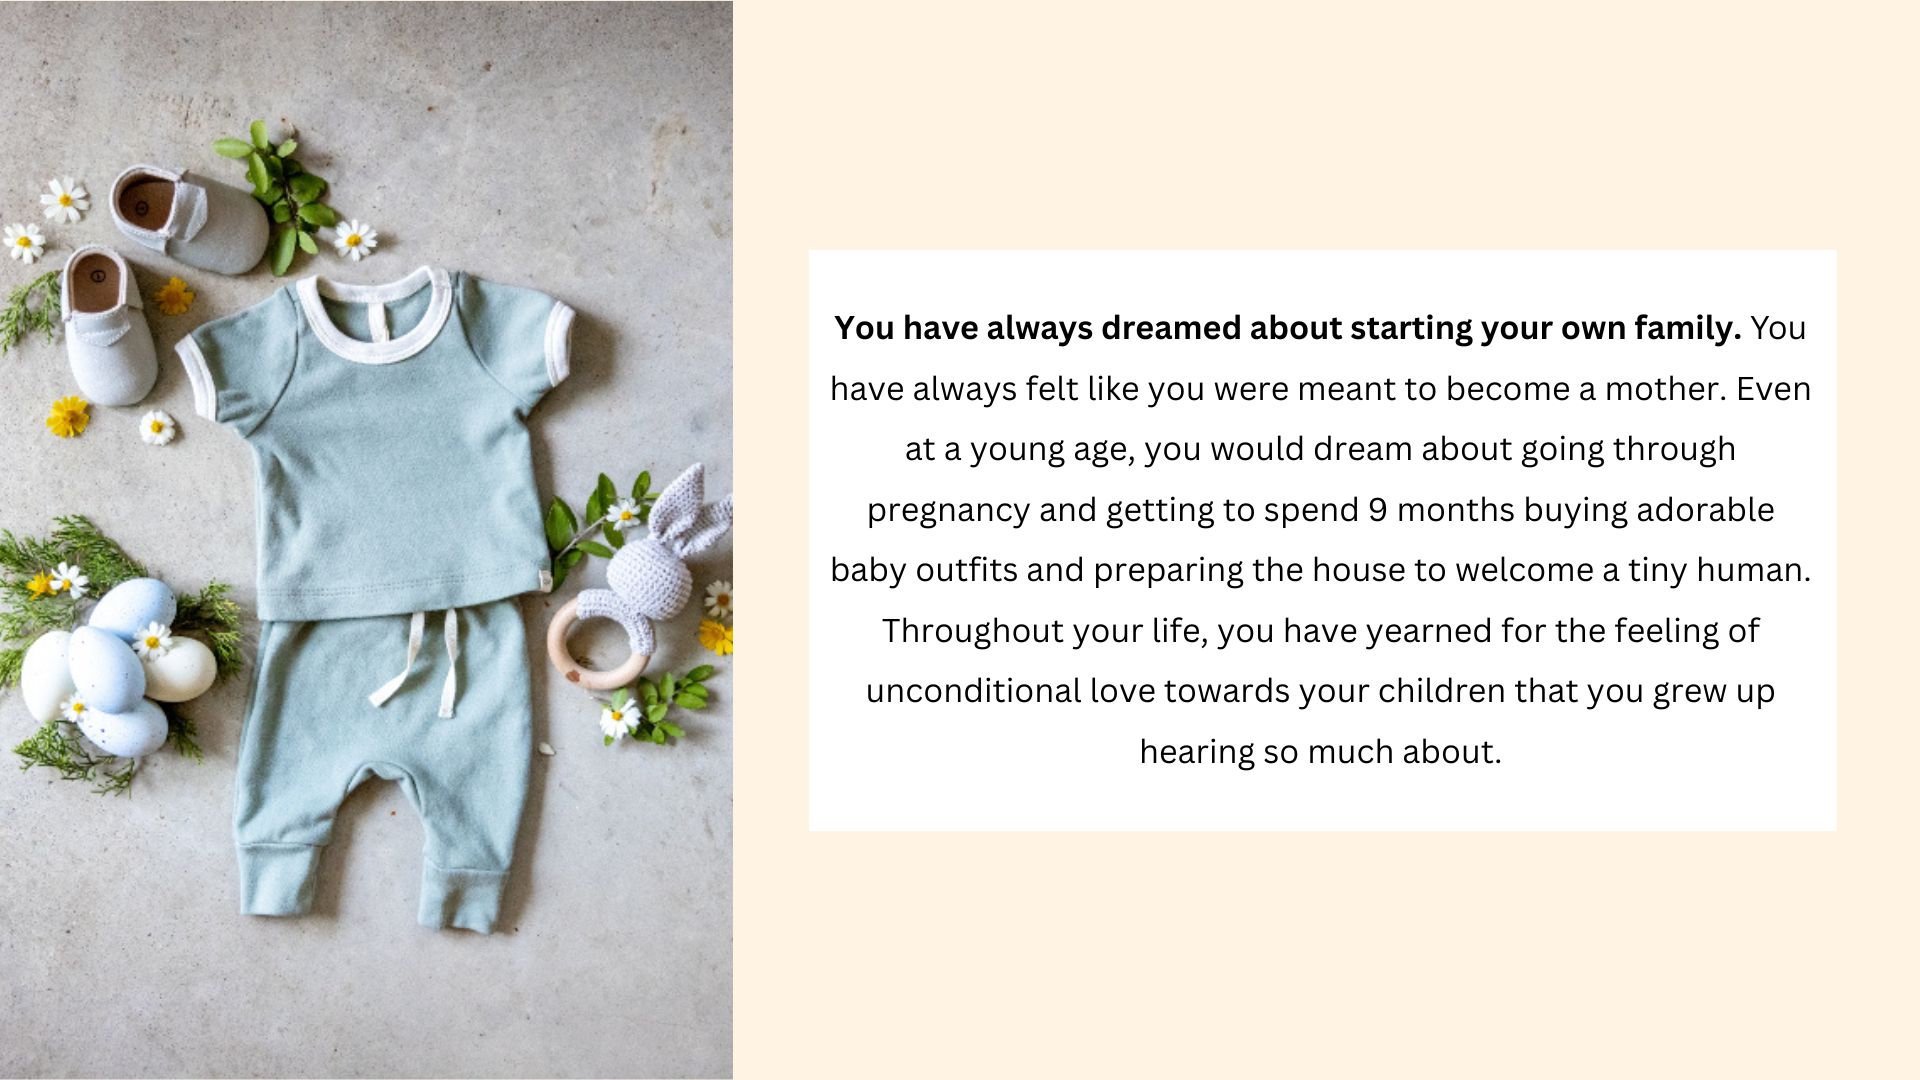 You have always dreamed about starting your own family. You
have always felt like you were meant to become a mother. Even
at a young age, you would dream about going through
pregnancy and getting to spend 9 months buying adorable
baby outfits and preparing the house to welcome a tiny human.
Throughout your life, you have yearned for the feeling of
unconditional love towards your children that you grew up
hearing so much about.